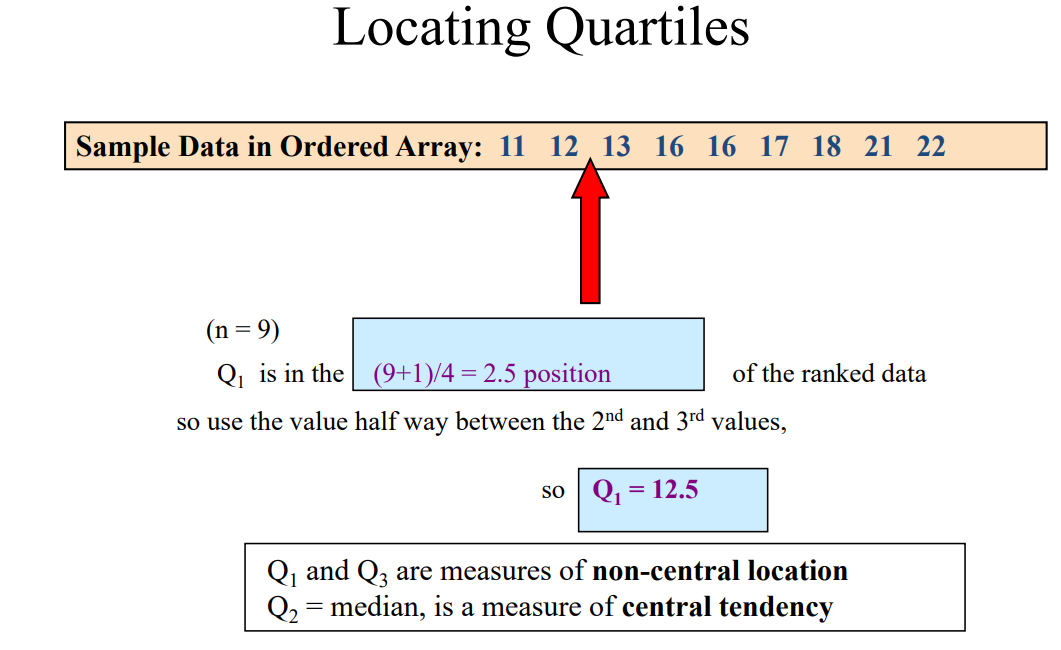 Locating Quartiles
Sample Data in Ordered Array: 11 12 13 16 16 17 18 21 22
(n = 9)
Q₁ is in the (9+1)/4 = 2.5 position of the ranked data
so use the value half way between the 2ⁿᵈ and 3ʳᵈ values,
so Q₁ = 12.5
Q₁ and Q₃ are measures of non-central location
Q₂ = median, is a measure of central tendency